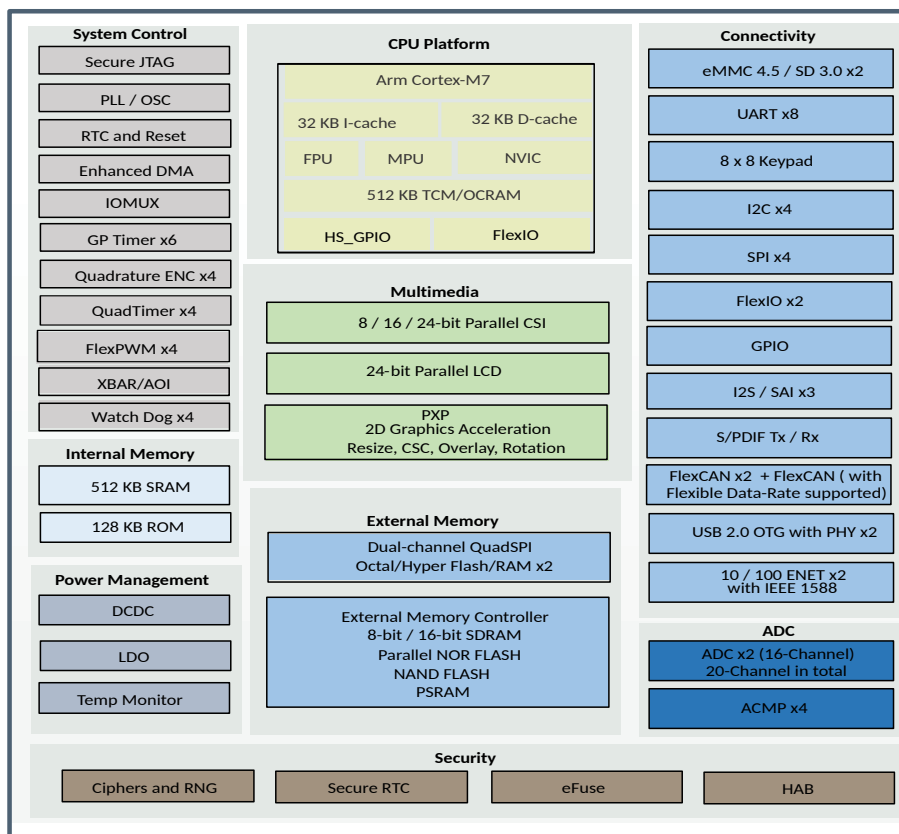 System Control
Secure JTAG
PLL / OSC
RTC and Reset
Enhanced DMA
IOMUX
GP Timer x6
Quadrature ENC x4
QuadTimer x4
FlexPWM x4
XBAR/AOI
Watch Dog x4
Internal Memory
512 KB SRAM
128 KB ROM
Power Management
DCDC
LDO
Temp Monitor
CPU Platform
Arm Cortex-M7
32 KB I-cache
32 KB D-cache
FPU
MPU
NVIC
512 KB TCM/OCRAM
HS_GPIO
FlexIO
Multimedia
8 / 16 / 24-bit Parallel CSI
24-bit Parallel LCD
PXP
2D Graphics Acceleration
Resize, CSC, Overlay, Rotation
External Memory
Dual-channel QuadSPI
Octal/Hyper Flash/RAM x2
External Memory Controller
8-bit / 16-bit SDRAM
Parallel NOR FLASH
NAND FLASH
PSRAM
Connectivity
eMMC 4.5 / SD 3.0 x2
UART x8
8 x 8 Keypad
I2C x4
SPI x4
FlexIO x2
GPIO
I2S / SAI x3
S/PDIF Tx / Rx
FlexCAN x2 + FlexCAN ( with
Flexible Data-Rate supported)
USB 2.0 OTG with PHY x2
10 / 100 ENET x2
with IEEE 1588
ADC
ADC x2 (16-Channel)
20-Channel in total
ACMP x4
Security
Ciphers and RNG
Secure RTC
eFuse
HAB